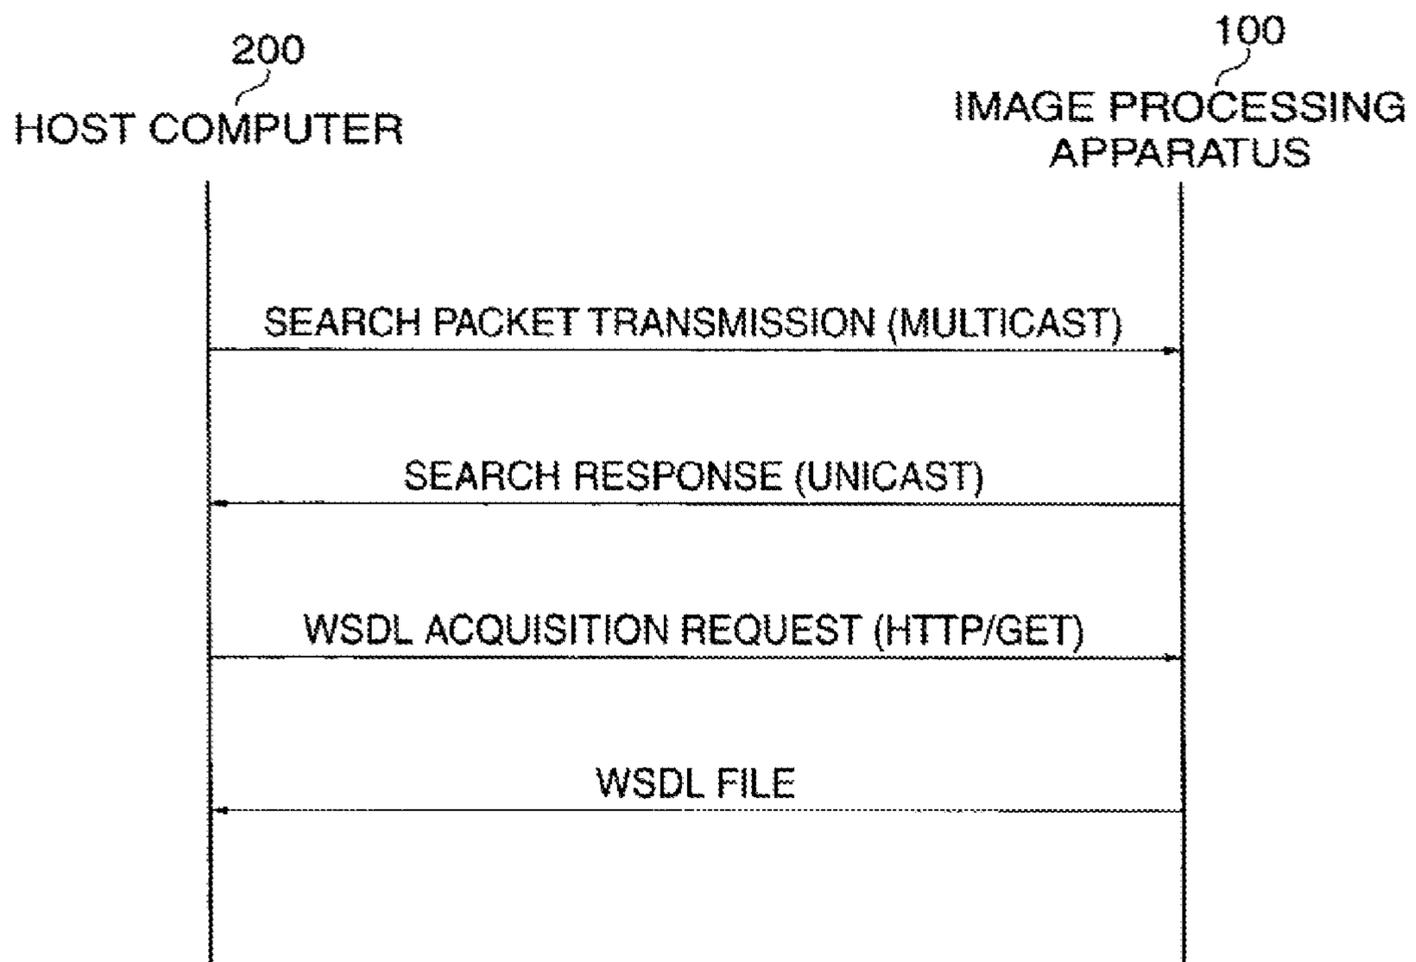 200
HOST COMPUTER
100
IMAGE PROCESSING
APPARATUS
SEARCH PACKET TRANSMISSION (MULTICAST)
SEARCH RESPONSE (UNICAST)
WSDL ACQUISITION REQUEST (HTTP/GET)
WSDL FILE